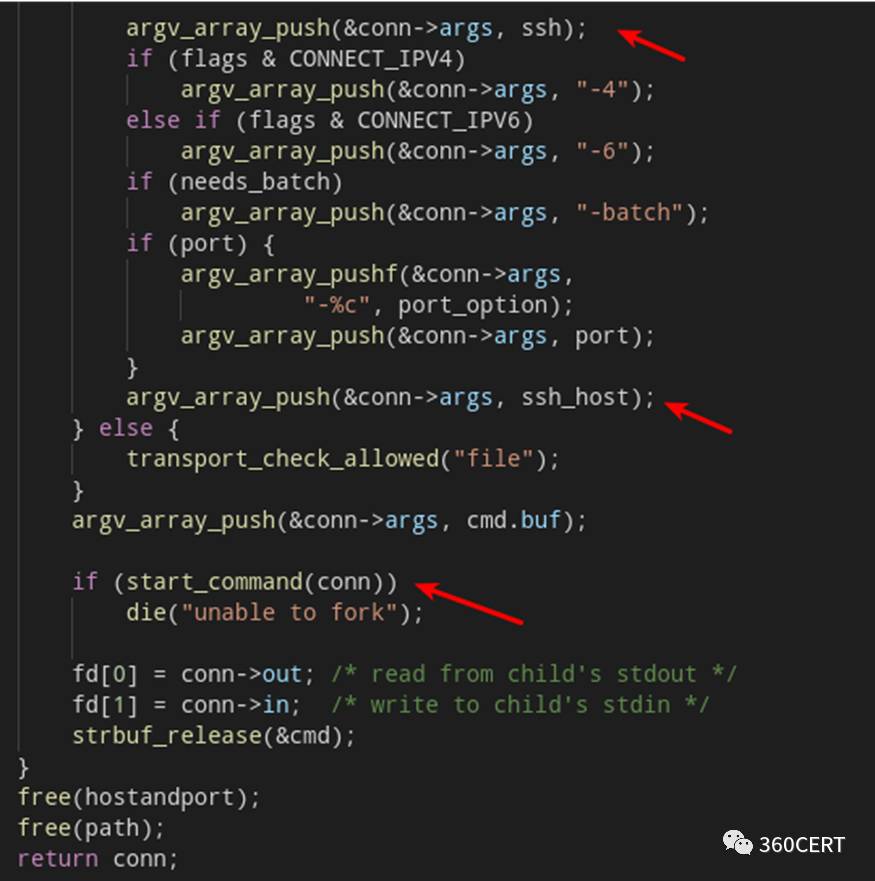 argv_array_push(&conn->args, ssh);
if (flags & CONNECT_IPV4)
argv_array_push(&conn->args, "-4");
else if (flags & CONNECT_IPV6)
argv_array_push(&conn->args, "-6");
if (needs_batch)
argv_array_push(&conn->args, "-batch");
if (port) {
argv_array_pushf(&conn->args,
"-%c", port_option);
argv_array_push(&conn->args, port);
}
argv_array_push(&conn->args, ssh_host);
} else {
transport_check_allowed("file");
}
argv_array_push(&conn->args, cmd.buf);
if (start_command(conn))
die("unable to fork");
fd[0] = conn->out; /* read from child's stdout */
fd[1] = conn->in;  /* write to child's stdin */
strbuf_release(&cmd);
}
free(hostandport);
free(path);
return conn;
360CERT